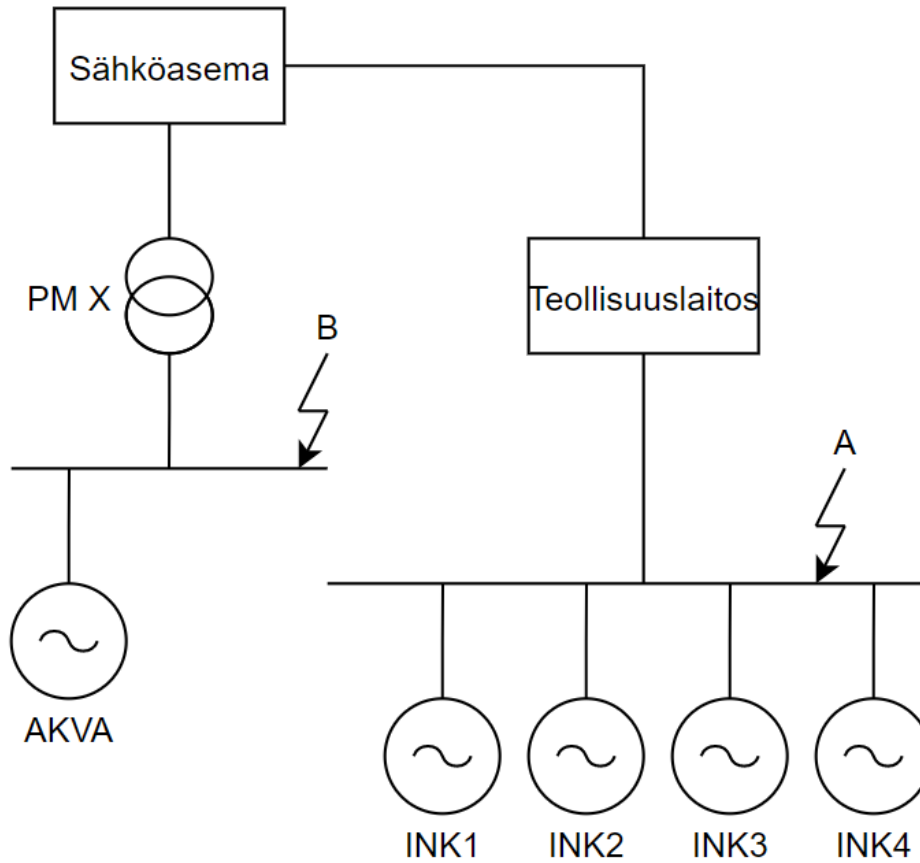 Sähköasema
PM X
Teollisuuslaitos
B
A
AKVA
INK1
INK2
INK3
INK4